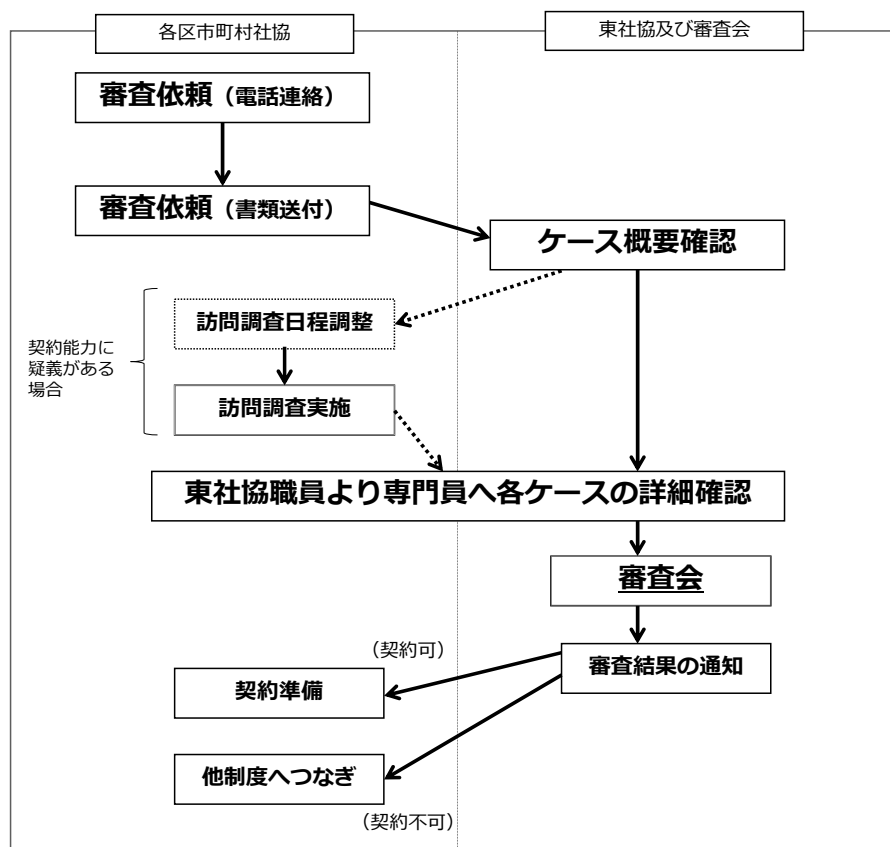 各区市町村社協
東社協及び審査会
審査依頼（電話連絡）
審査依頼（書類送付）
ケース概要確認
訪問調査日程調整
契約能力に
疑義がある
場合
訪問調査実施
東社協職員より専門員へ各ケースの詳細確認
審査会
（契約可）
審査結果の通知
契約準備
他制度へつなぎ
（契約不可）